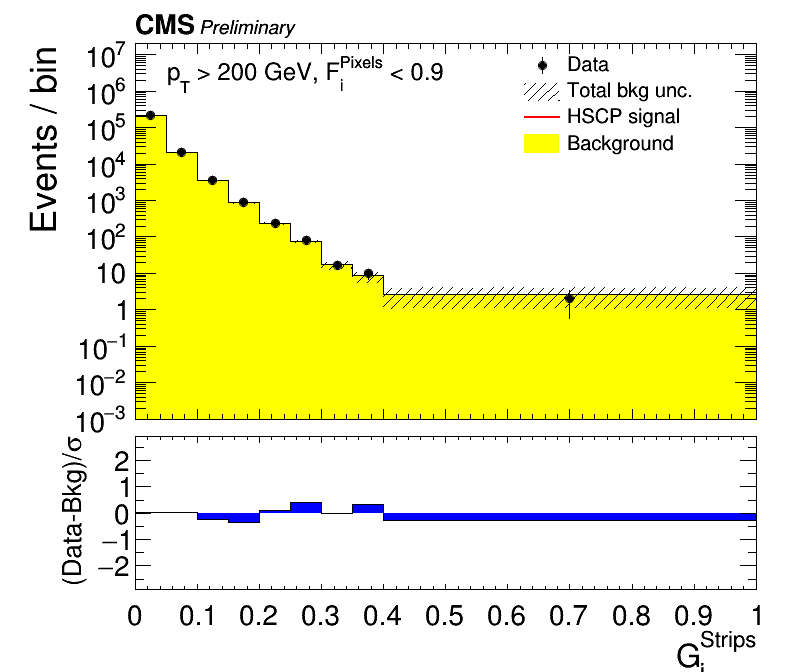 CMS Preliminary
p_T > 200 GeV, F_i^Pixels < 0.9
Data
Total bkg unc.
HSCP signal
Background
Events / bin
10^7
10^6
10^5
10^4
10^3
10^2
10
1
10^−1
10^−2
10^−3
(Data-Bkg)/σ
2
1
0
−1
−2
0 0.1 0.2 0.3 0.4 0.5 0.6 0.7 0.8 0.9 1
G_i^Strips